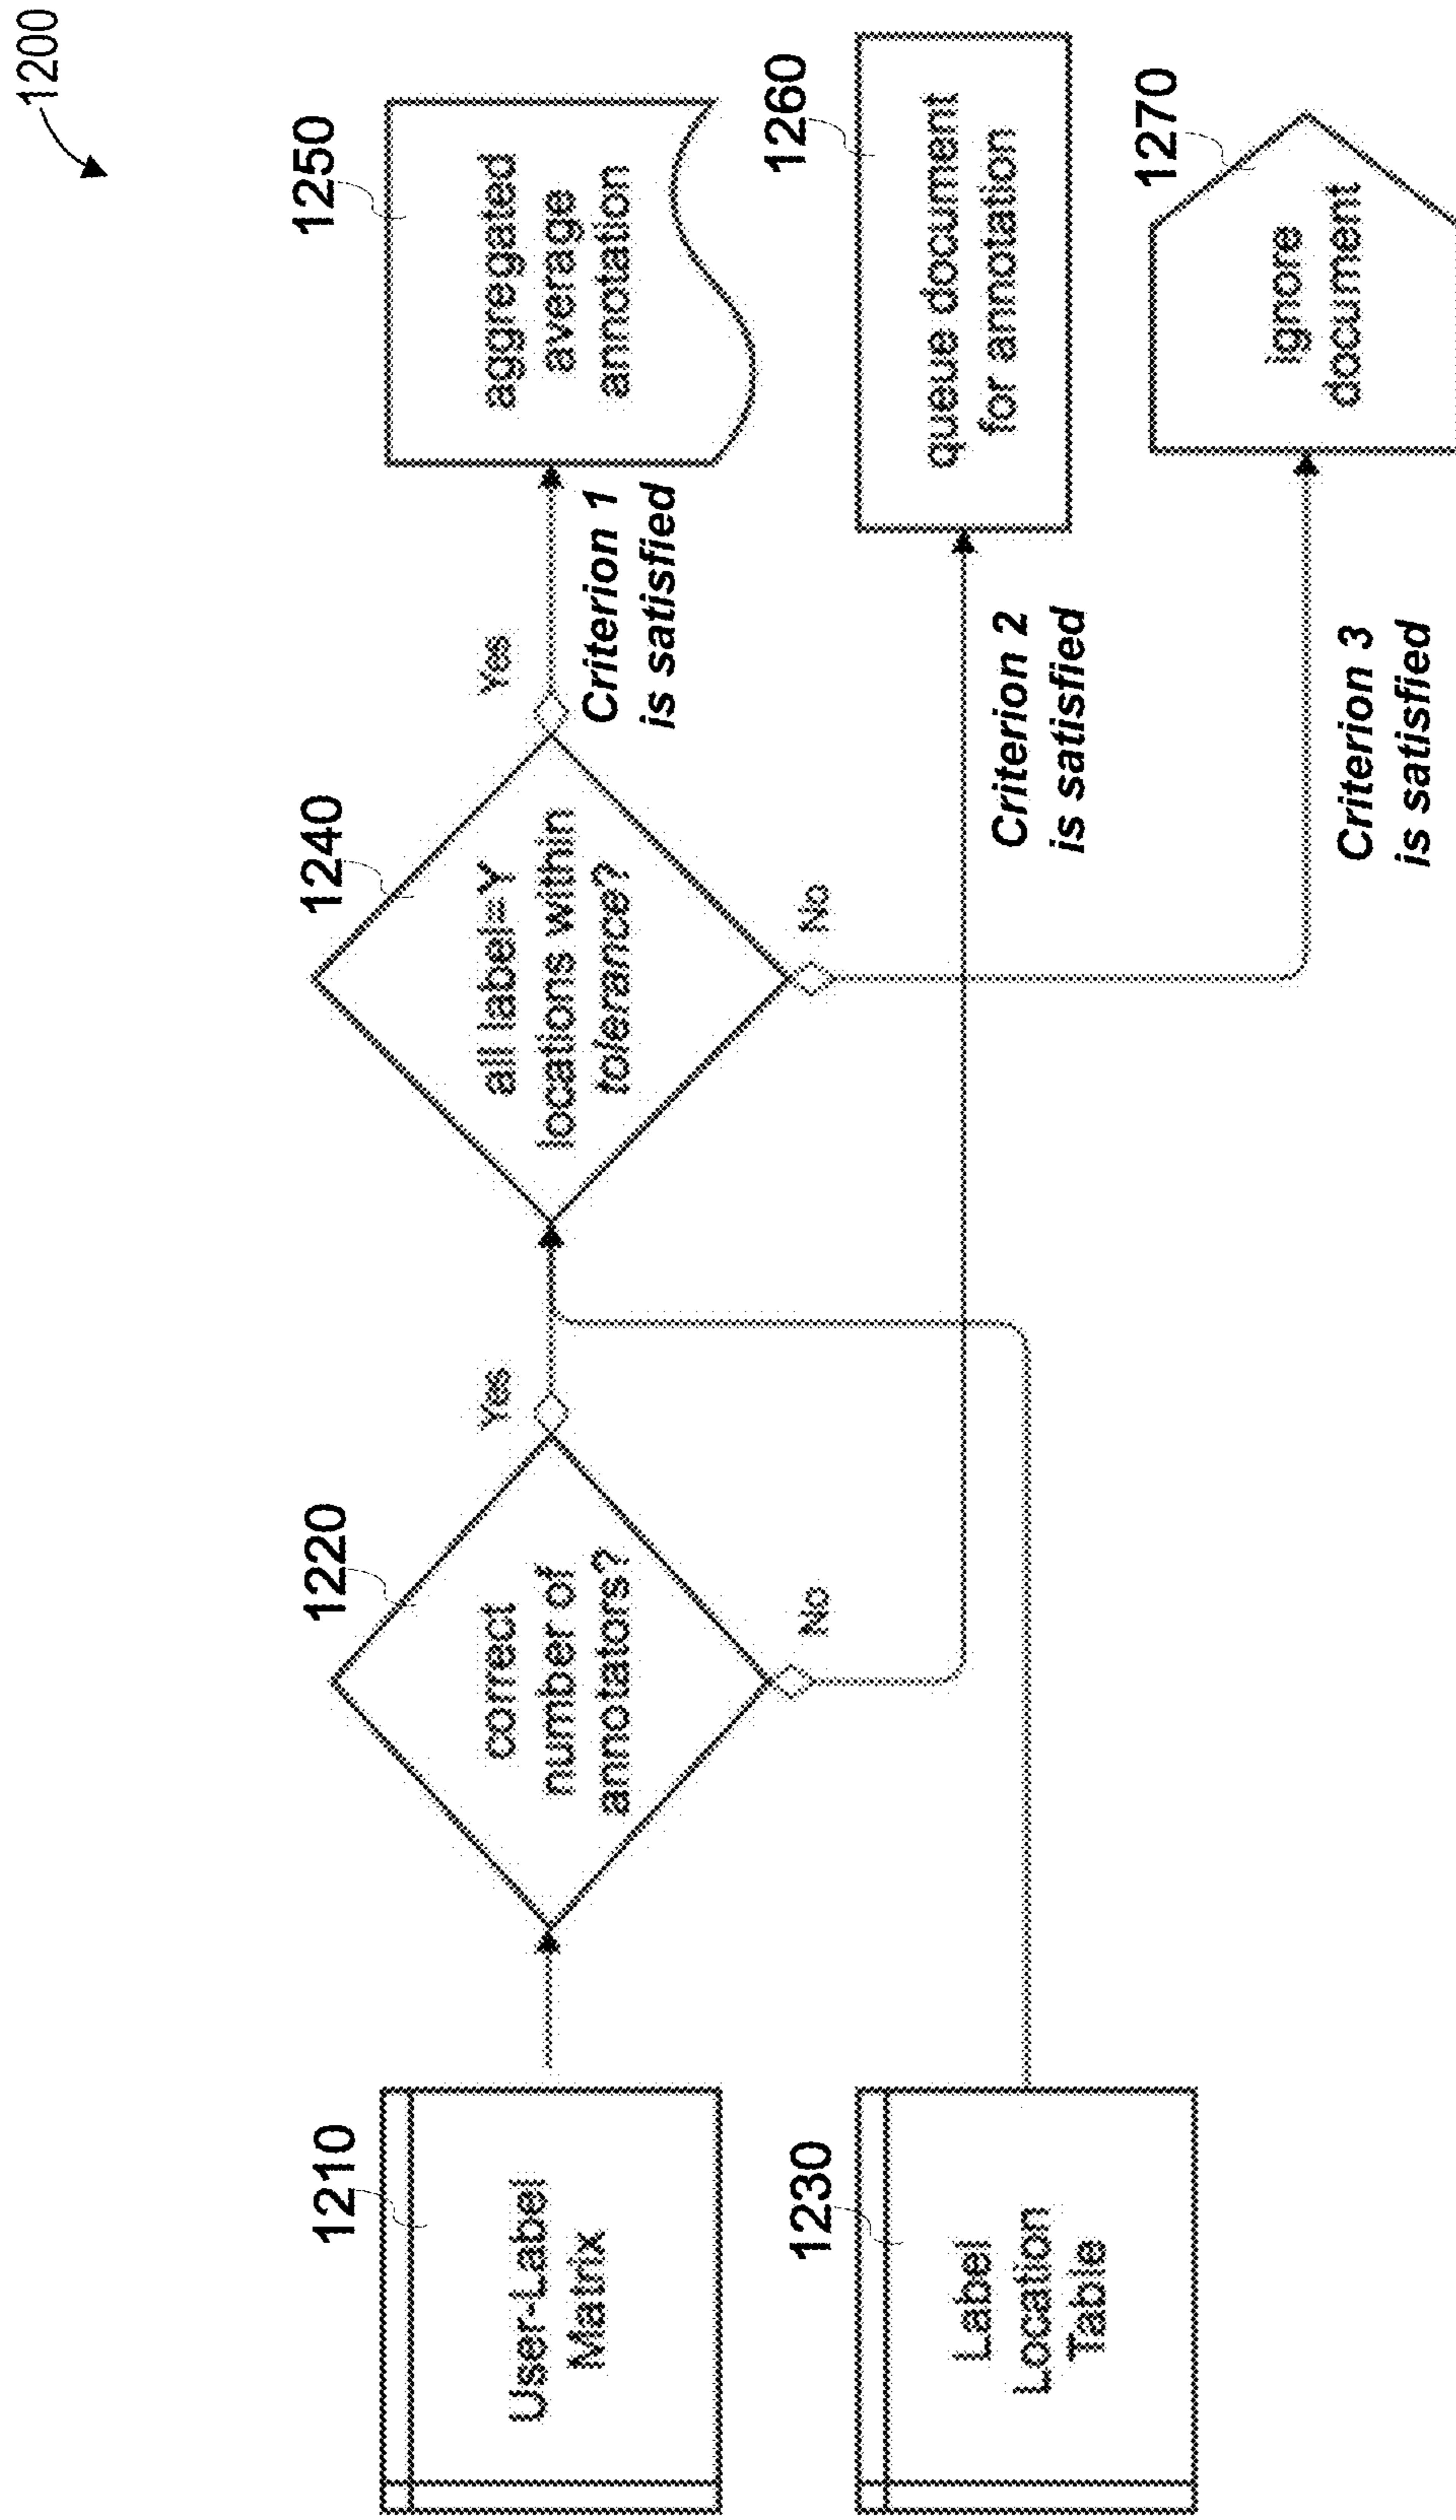 1200
1210
User-Label
Matrix
1220
correct
number of
annotators?
Yes
No
1230
Label
Location
Table
1240
all label=Y
locations within
tolerance?
Yes
No
Criterion 1
is satisfied
1250
aggregated
average
annotation
Criterion 2
is satisfied
1260
queue document
for annotation
Criterion 3
is satisfied
1270
ignore
document